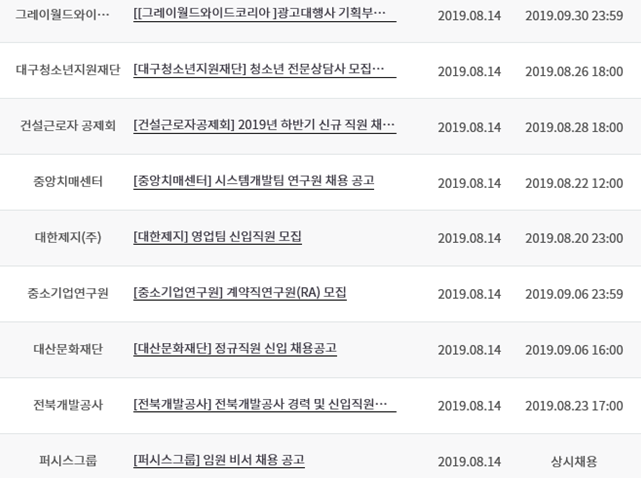 그레이월드와이··· [[그레이월드와이드코리아 ]광고대행사 기획부··· 2019.08.14 2019.09.30 23:59
대구청소년지원재단 [대구청소년지원재단] 청소년 전문상담사 모집··· 2019.08.14 2019.08.26 18:00
건설근로자 공제회 [건설근로자공제회] 2019년 하반기 신규 직원 채··· 2019.08.14 2019.08.28 18:00
중앙치매센터 [중앙치매센터] 시스템개발팀 연구원 채용 공고 2019.08.14 2019.08.22 12:00
대한제지(주) [대한제지] 영업팀 신입직원 모집 2019.08.14 2019.08.20 23:00
중소기업연구원 [중소기업연구원] 계약직연구원(RA) 모집 2019.08.14 2019.09.06 23:59
대산문화재단 [대산문화재단] 정규직원 신입 채용공고 2019.08.14 2019.09.06 16:00
전북개발공사 [전북개발공사] 전북개발공사 경력 및 신입직원··· 2019.08.14 2019.08.23 17:00
퍼시스그룹 [퍼시스그룹] 임원 비서 채용 공고 2019.08.14 상시채용